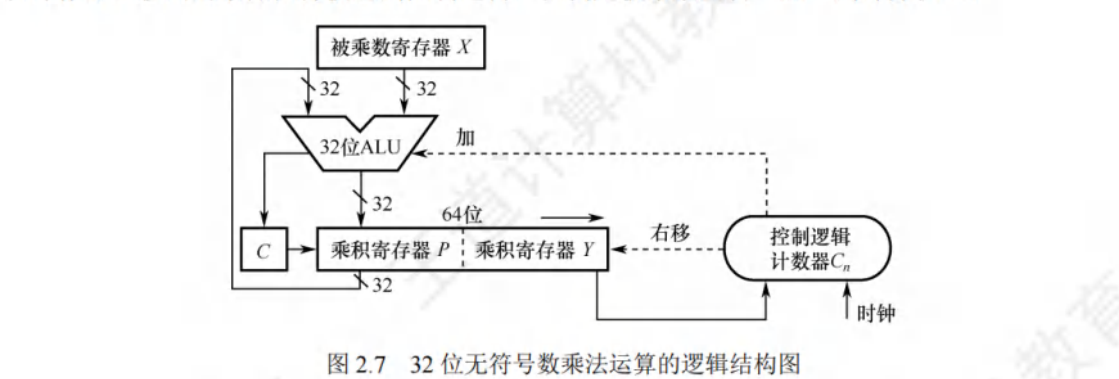 被乘数寄存器 X
32
32
32位ALU
加
32
64位
C
乘积寄存器 P
乘积寄存器 Y
右移
控制逻辑
计数器Cn
32
时钟
图 2.7 32 位无符号数乘法运算的逻辑结构图